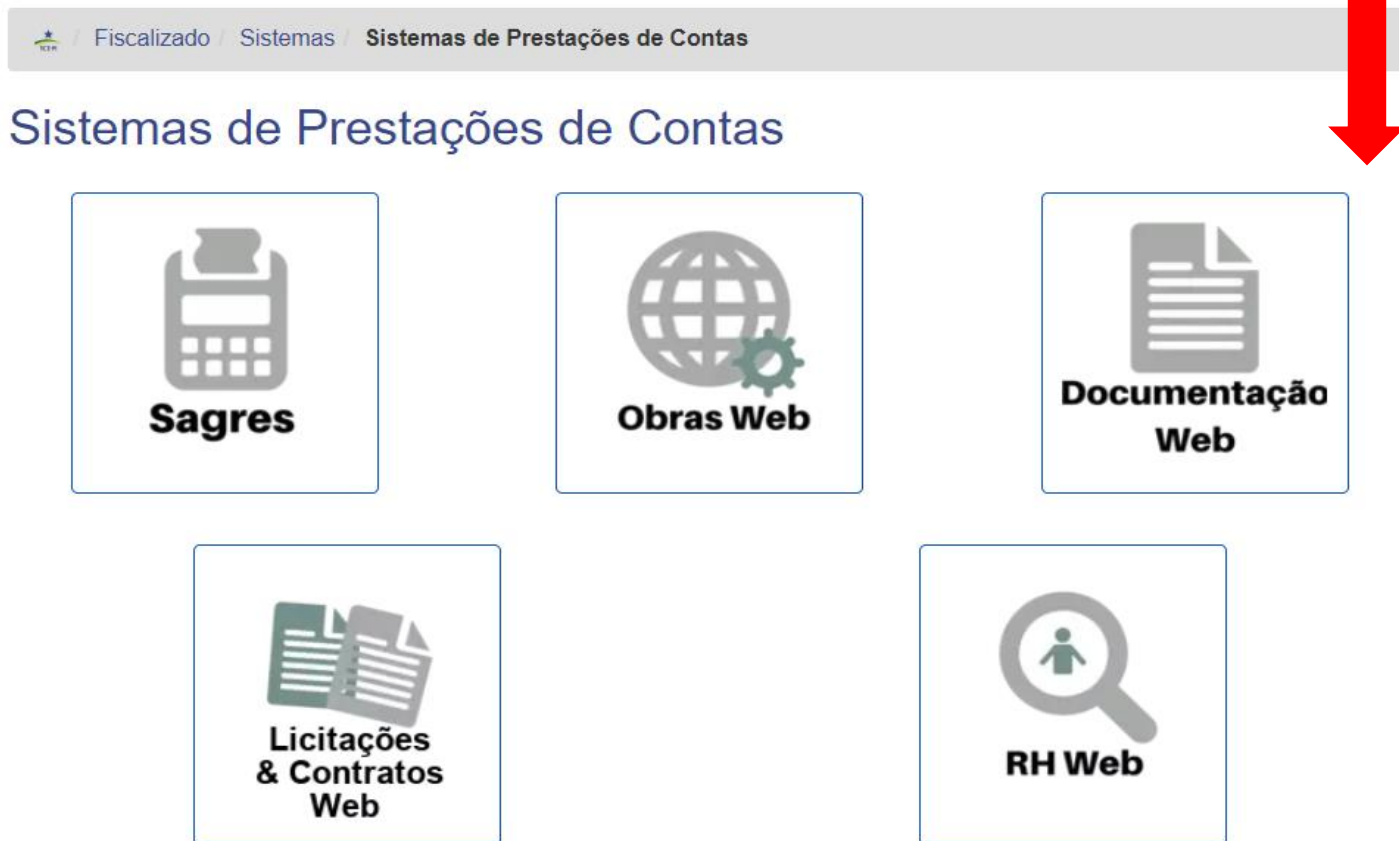 / Fiscalizado / Sistemas / Sistemas de Prestações de Contas
Sistemas de Prestações de Contas
Sagres
Obras Web
Documentação
Web
Licitações
& Contratos
Web
RH Web